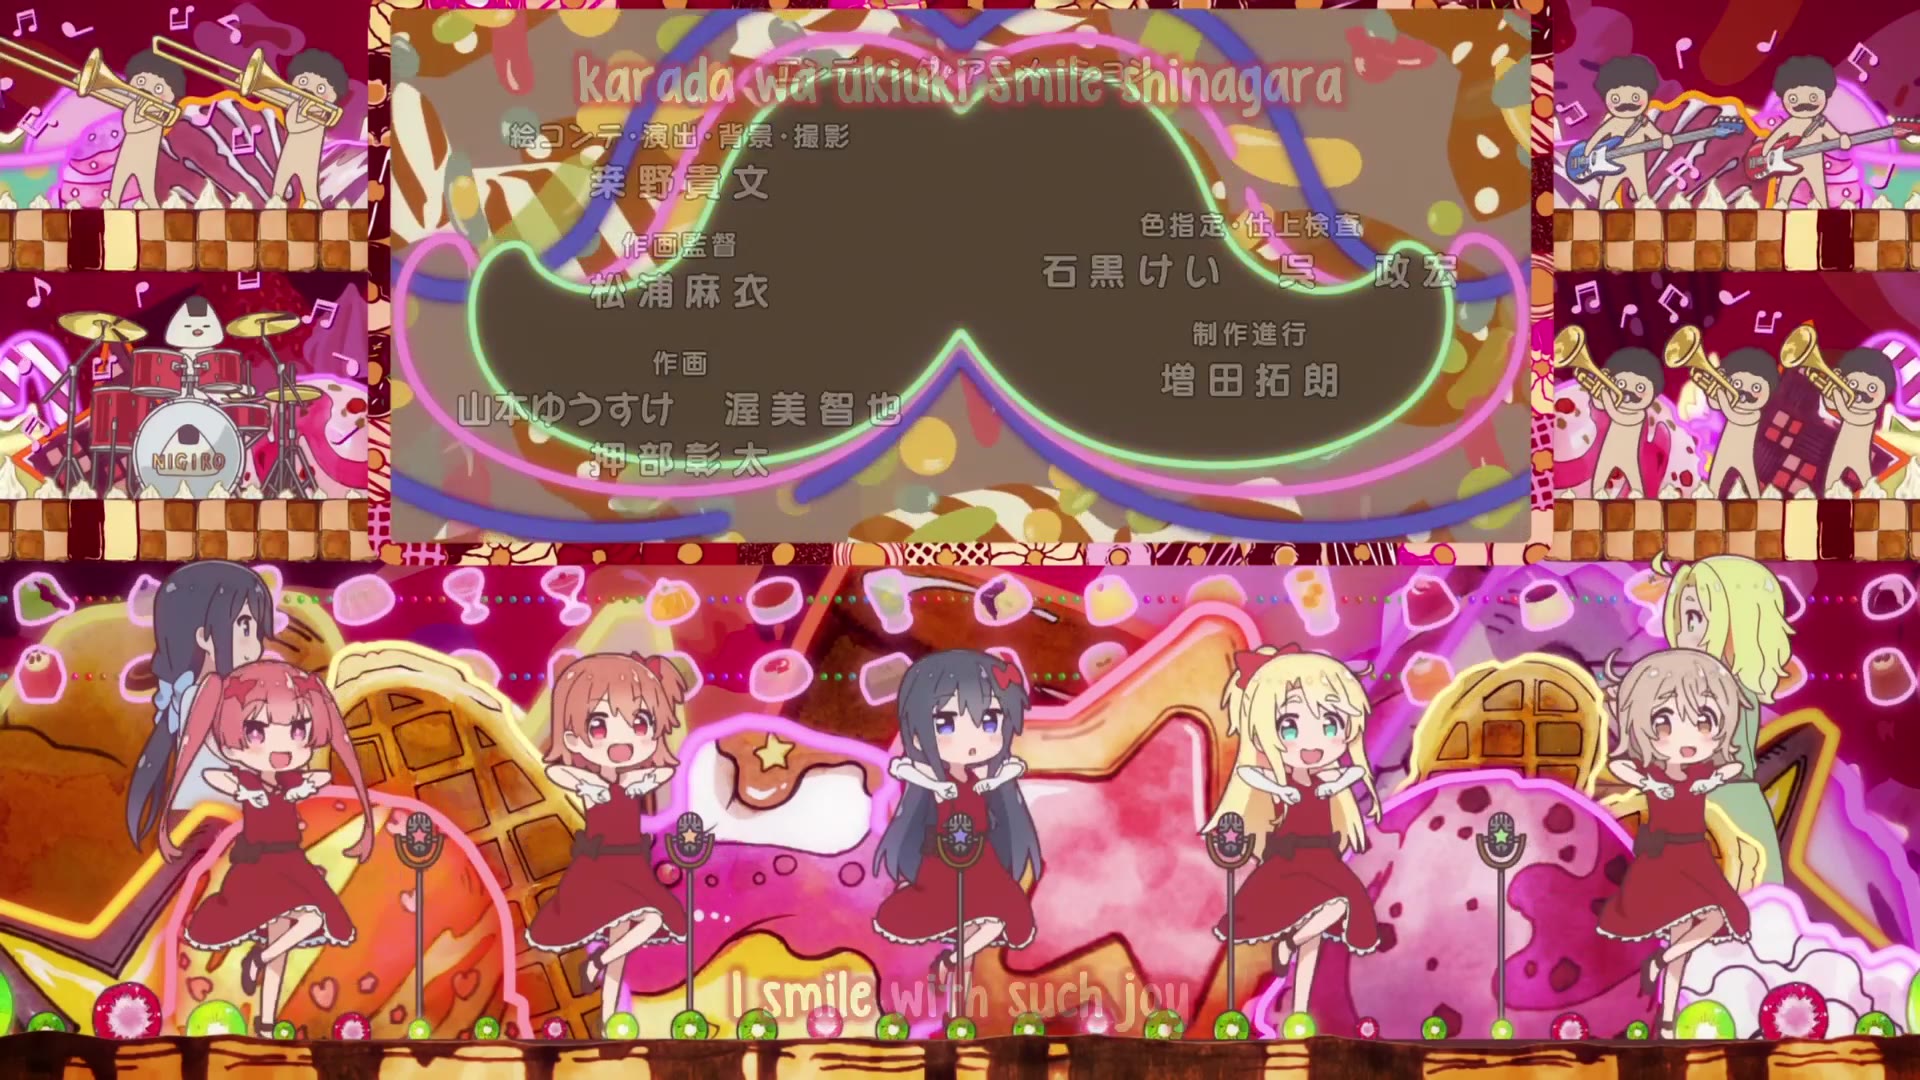 karada wa ukiuki smile shinagara
絵コンテ・演出・背景・撮影
桒野貴文
作画監督
松浦麻衣
作画
山本ゆうすけ 渥美智也
押部彰太
色指定・仕上検査
石黒けい 呉 政宏
制作進行
増田拓朗
NIGIRO
I smile with such joy